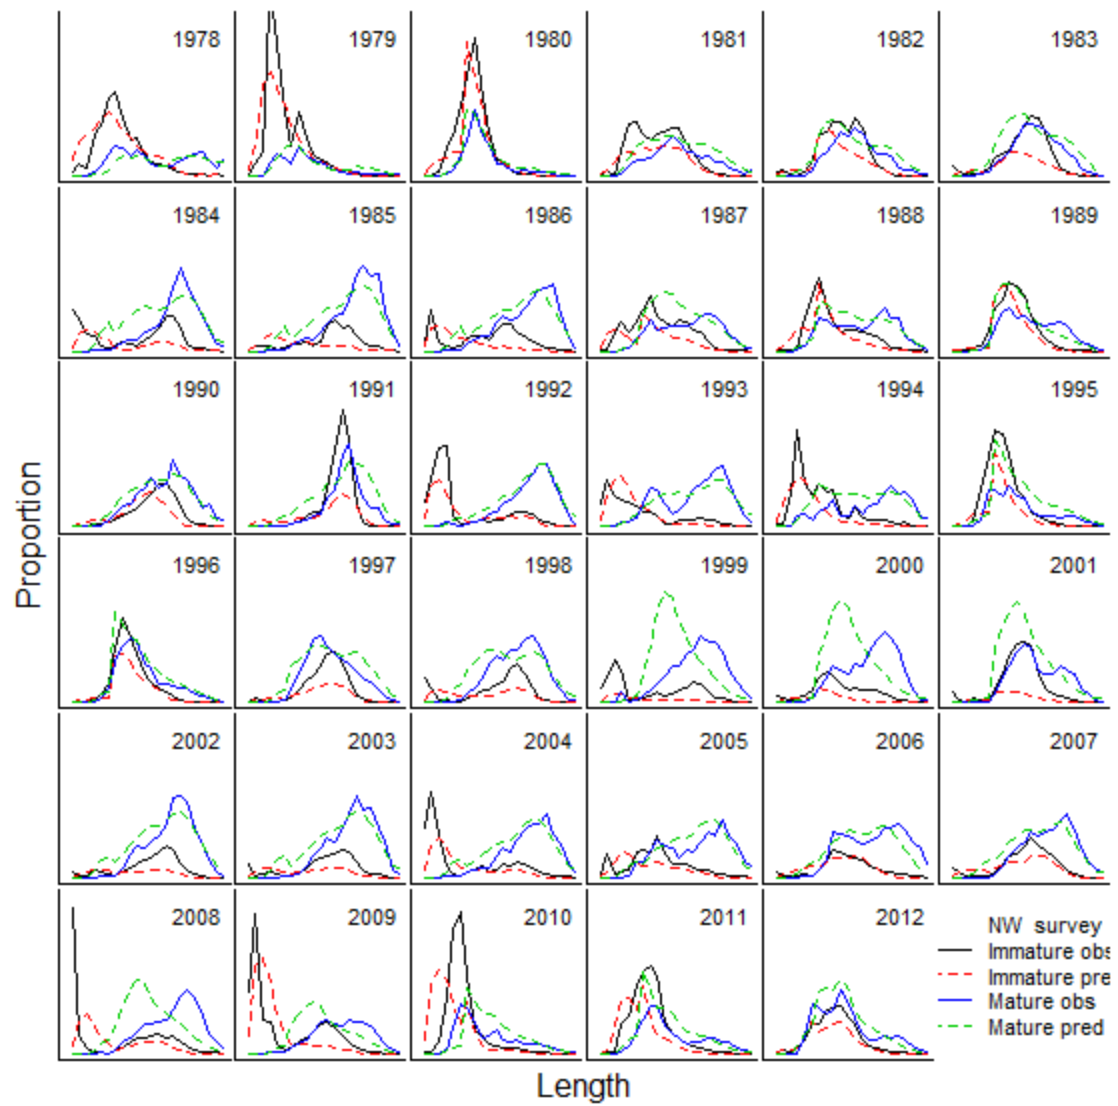 1978 1979 1980 1981 1982 1983
1984 1985 1986 1987 1988 1989
1990 1991 1992 1993 1994 1995
Proportion
1996 1997 1998 1999 2000 2001
2002 2003 2004 2005 2006 2007
2008 2009 2010 2011 2012
NW survey
Immature obs
Immature pre
Mature obs
Mature pred
Length